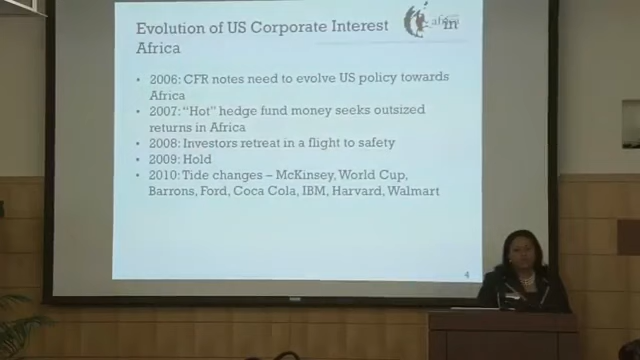 Evolution of US Corporate Interest
Africa
in
• 2006: CFR notes need to evolve US policy towards
Africa
• 2007: “Hot” hedge fund money seeks outsized
returns in Africa
• 2008: Investors retreat in a flight to safety
• 2009: Hold
• 2010: Tide changes – McKinsey, World Cup,
Barrons, Ford, Coca Cola, IBM, Harvard, Walmart
4